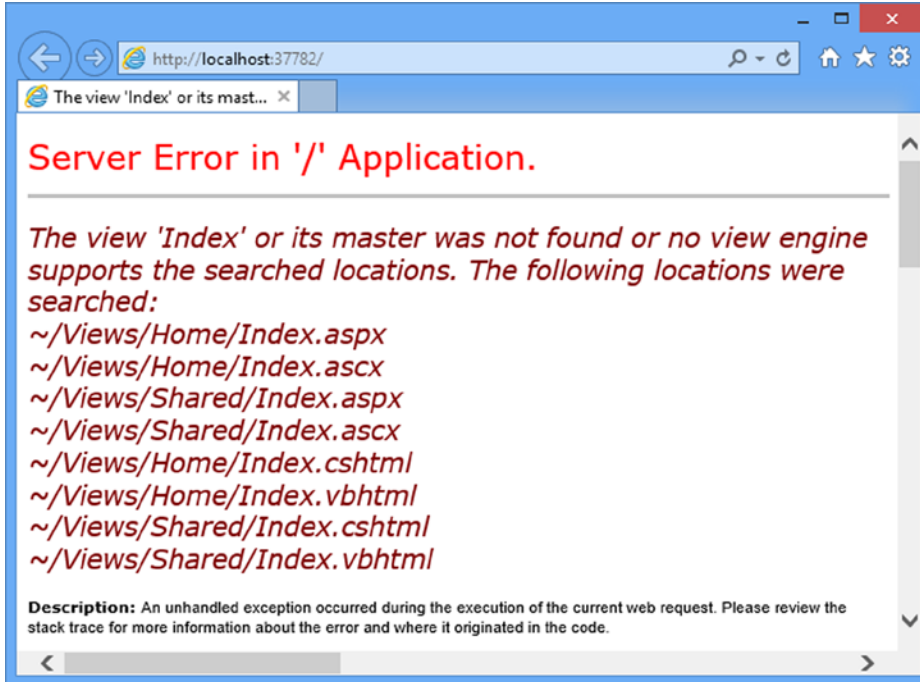 http://localhost:37782/
The view 'Index' or its mast...
Server Error in '/' Application.
The view 'Index' or its master was not found or no view engine
supports the searched locations. The following locations were
searched:
~/Views/Home/Index.aspx
~/Views/Home/Index.ascx
~/Views/Shared/Index.aspx
~/Views/Shared/Index.ascx
~/Views/Home/Index.cshtml
~/Views/Home/Index.vbhtml
~/Views/Shared/Index.cshtml
~/Views/Shared/Index.vbhtml
Description: An unhandled exception occurred during the execution of the current web request. Please review the
stack trace for more information about the error and where it originated in the code.